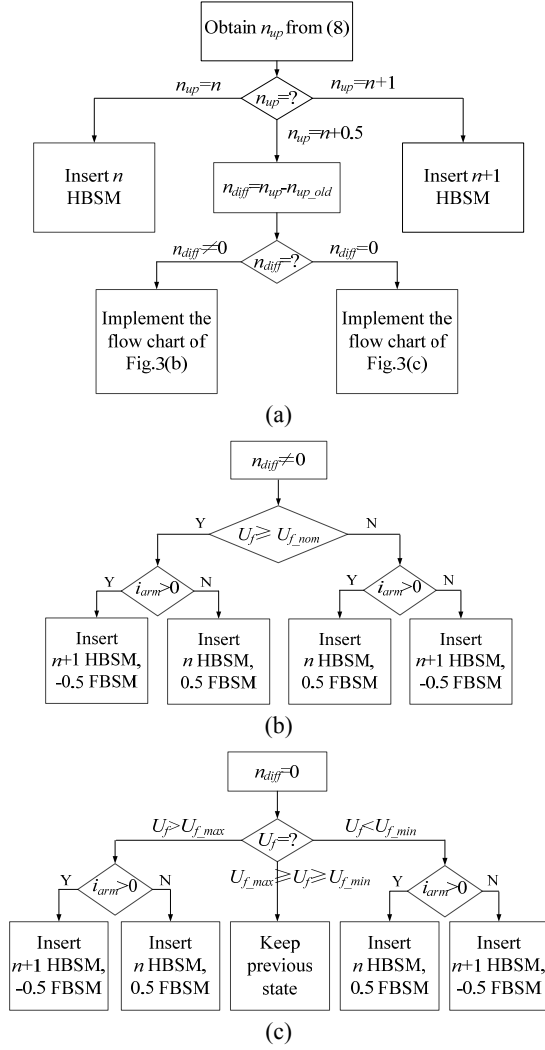 Obtain n_up from (8)
n_up=n
n_up=?
n_up=n+1
n_up=n+0.5
Insert n
HBSM
n_diff=n_up-n_up_old
Insert n+1
HBSM
n_diff≠0
n_diff=?
n_diff=0
Implement the
flow chart of
Fig.3(b)
Implement the
flow chart of
Fig.3(c)
(a)
n_diff≠0
Y
U_f≥ U_f_nom
N
Y
i_arm>0
N
Y
i_arm>0
N
Insert
n+1 HBSM,
-0.5 FBSM
Insert
n HBSM,
0.5 FBSM
Insert
n HBSM,
0.5 FBSM
Insert
n+1 HBSM,
-0.5 FBSM
(b)
n_diff=0
U_f>U_f_max
U_f=?
U_f<U_f_min
U_f_max≥U_f≥U_f_min
Y
i_arm>0
N
Y
i_arm>0
N
Insert
n+1 HBSM,
-0.5 FBSM
Insert
n HBSM,
0.5 FBSM
Keep
previous
state
Insert
n HBSM,
0.5 FBSM
Insert
n+1 HBSM,
-0.5 FBSM
(c)